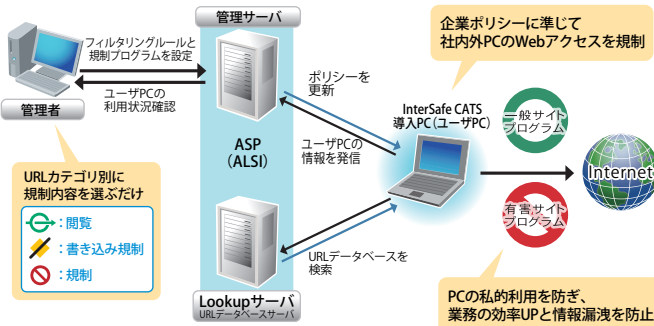 管理サーバ
企業ポリシーに準じて
社内外PCのWebアクセスを規制
フィルタリングルールと
規制プログラムを設定
ユーザPCの
利用状況確認
管理者
ポリシーを
更新
InterSafe CATS
導入PC（ユーザPC）
一般サイト
プログラム
ASP
（ALSI）
ユーザPCの
情報を発信
Internet
URLカテゴリ別に
規制内容を選ぶだけ
：閲覧
：書き込み規制
：規制
有害サイト
プログラム
URLデータベースを
検索
Lookupサーバ
URLデータベースサーバ
PCの私的利用を防ぎ、
業務の効率UPと情報漏洩を防止